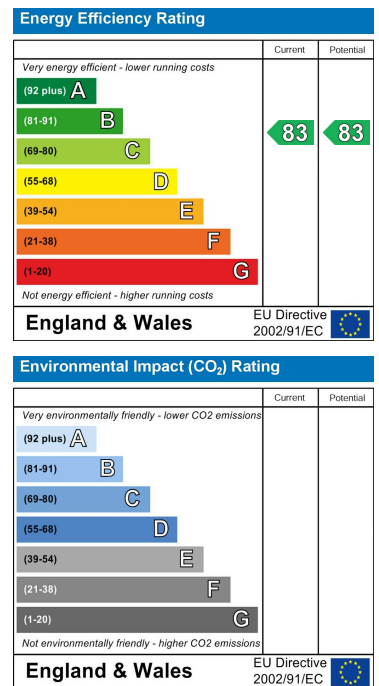 Energy Efficiency Rating
Current Potential
Very energy efficient - lower running costs
(92 plus) A
(81-91) B 83 83
(69-80) C
(55-68) D
(39-54) E
(21-38) F
(1-20) G
Not energy efficient - higher running costs
England & Wales EU Directive
2002/91/EC
Environmental Impact (CO₂) Rating
Current Potential
Very environmentally friendly - lower CO2 emissions
(92 plus) A
(81-91) B
(69-80) C
(55-68) D
(39-54) E
(21-38) F
(1-20) G
Not environmentally friendly - higher CO2 emissions
England & Wales EU Directive
2002/91/EC